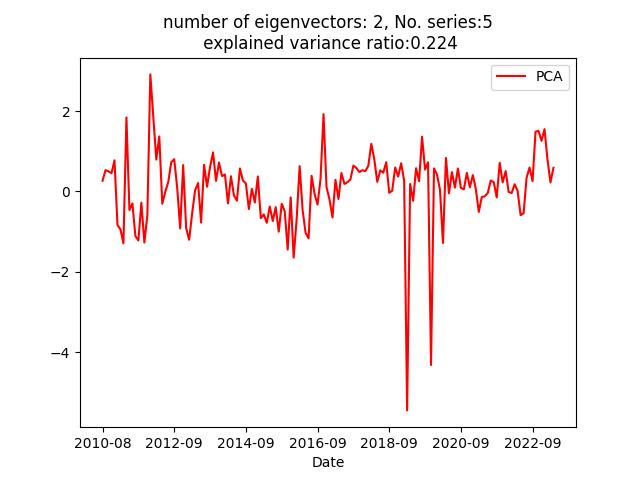 number of eigenvectors: 2, No. series:5
explained variance ratio:0.224
PCA
2
0
−2
−4
2010-08 2012-09 2014-09 2016-09 2018-09 2020-09 2022-09
Date